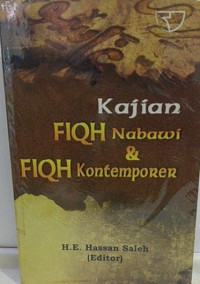 Kajian
FIQH Nabawi
&
FIQH Kontemporer
H.E. Hassan Saleh
(Editor)